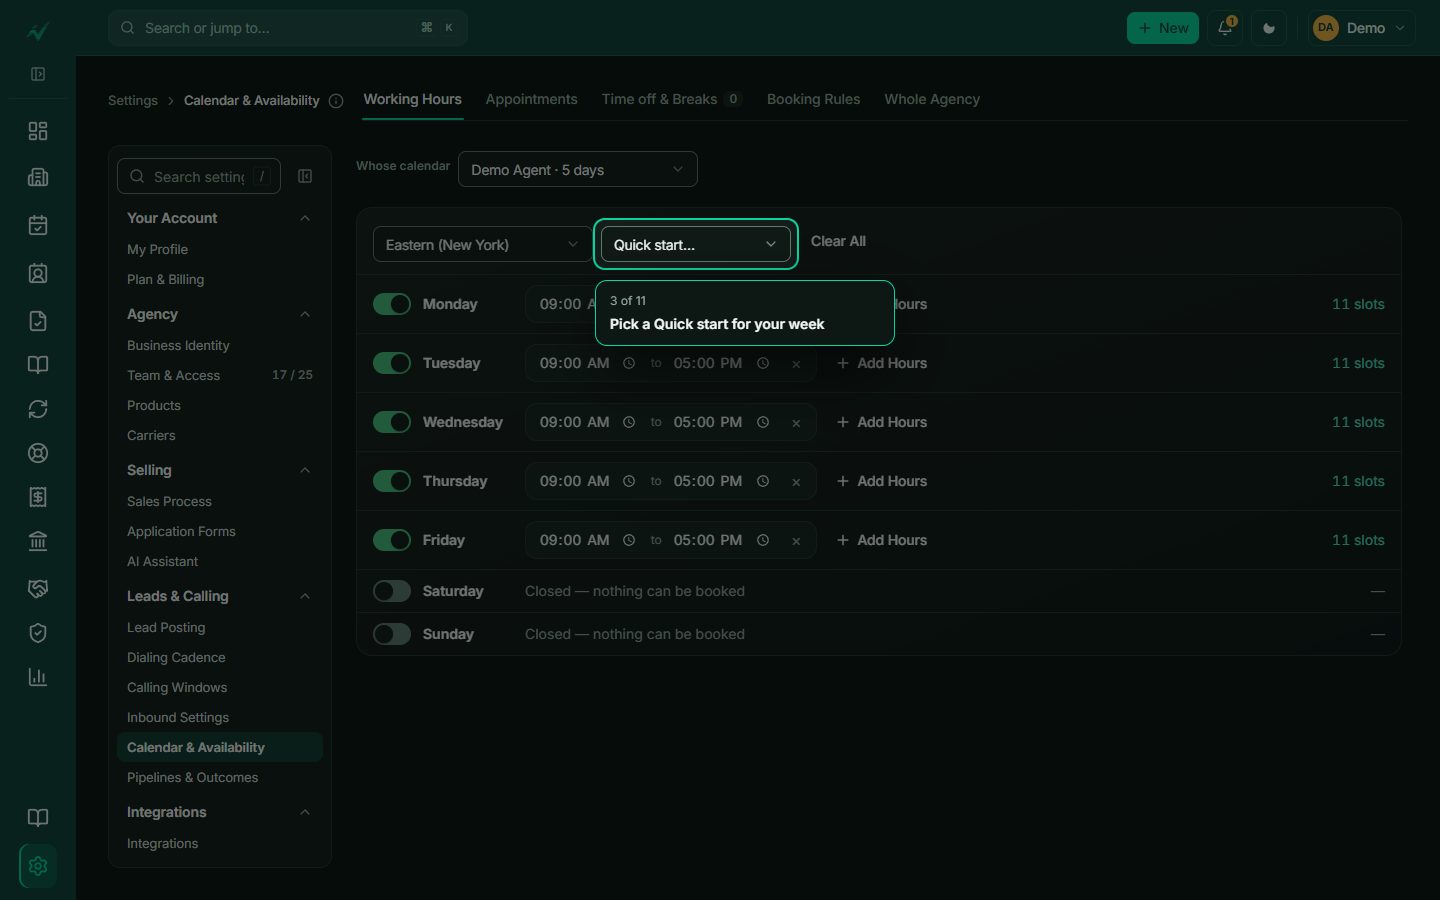 Search or jump to... ⌘ K
+ New
1
DA Demo
Settings > Calendar & Availability
Working Hours Appointments Time off & Breaks 0 Booking Rules Whole Agency
Search setting /
Whose calendar Demo Agent · 5 days
Your Account
My Profile
Plan & Billing
Agency
Business Identity
Team & Access 17 / 25
Products
Carriers
Selling
Sales Process
Application Forms
AI Assistant
Leads & Calling
Lead Posting
Dialing Cadence
Calling Windows
Inbound Settings
Calendar & Availability
Pipelines & Outcomes
Integrations
Integrations
Eastern (New York) Quick start... Clear All
3 of 11
Pick a Quick start for your week
Monday 09:00 A ours 11 slots
Tuesday 09:00 AM to 05:00 PM × + Add Hours 11 slots
Wednesday 09:00 AM to 05:00 PM × + Add Hours 11 slots
Thursday 09:00 AM to 05:00 PM × + Add Hours 11 slots
Friday 09:00 AM to 05:00 PM × + Add Hours 11 slots
Saturday Closed — nothing can be booked —
Sunday Closed — nothing can be booked —